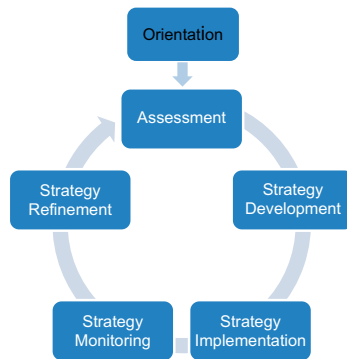 Orientation
Assessment
Strategy
Development
Strategy
Implementation
Strategy
Monitoring
Strategy
Refinement